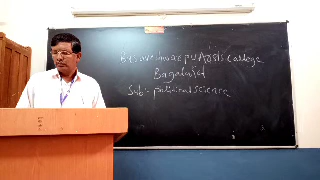 Basaveshwar pu Arts's College
Bagalkot
Sub:- political science